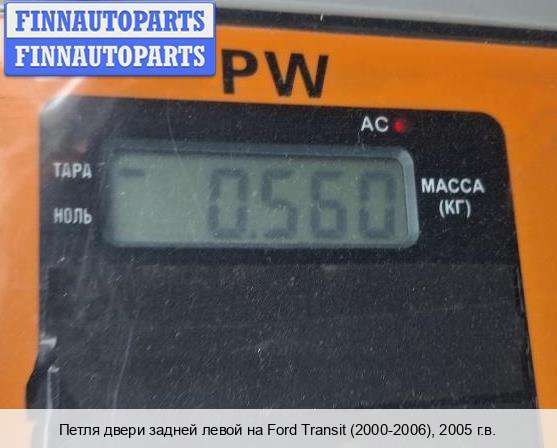 FINNAUTOPARTS
FINNAUTOPARTS
PW
AC
ТАРА
НОЛЬ
0.560
МАССА
(КГ)
Петля двери задней левой на Ford Transit (2000-2006), 2005 г.в.